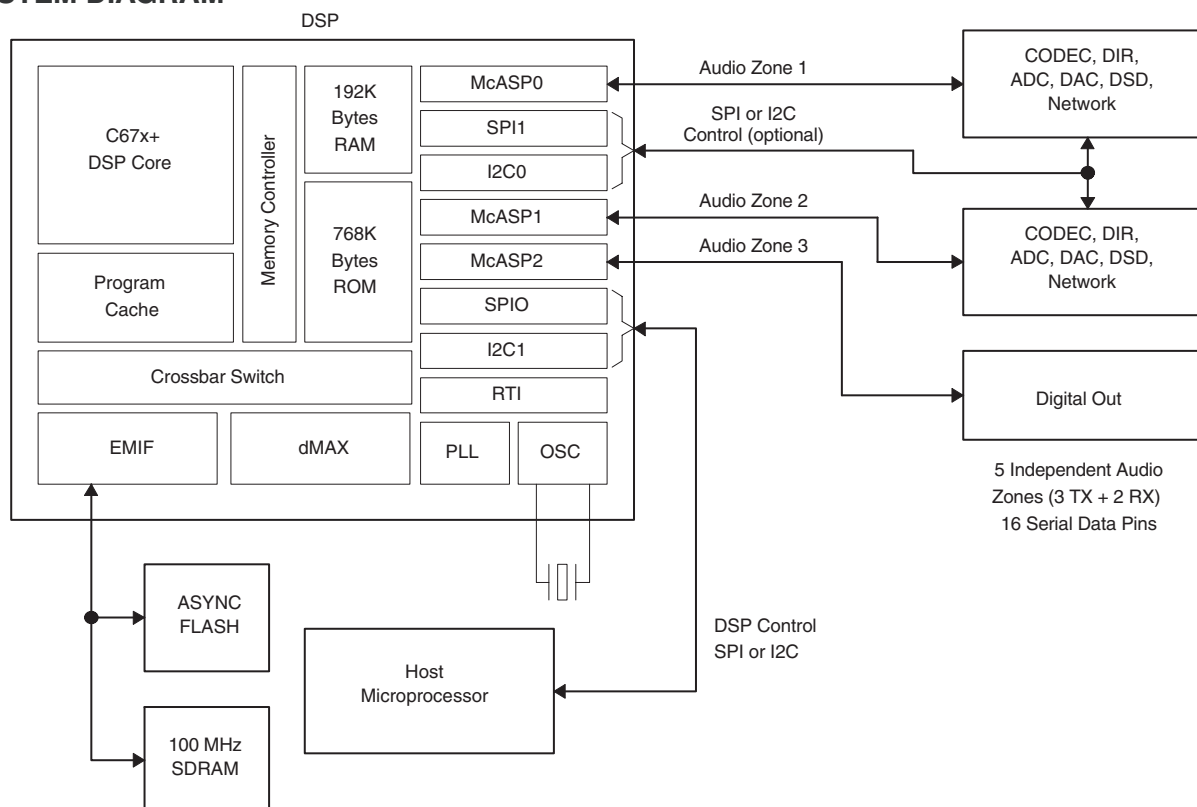 STEM DIAGRAM
DSP
C67x+
DSP Core
Program
Cache
Memory Controller
192K
Bytes
RAM
768K
Bytes
ROM
McASP0
SPI1
I2C0
McASP1
McASP2
SPIO
I2C1
RTI
Crossbar Switch
EMIF
dMAX
PLL
OSC
Audio Zone 1
SPI or I2C
Control (optional)
Audio Zone 2
Audio Zone 3
CODEC, DIR,
ADC, DAC, DSD,
Network
CODEC, DIR,
ADC, DAC, DSD,
Network
Digital Out
5 Independent Audio
Zones (3 TX + 2 RX)
16 Serial Data Pins
ASYNC
FLASH
100 MHz
SDRAM
Host
Microprocessor
DSP Control
SPI or I2C